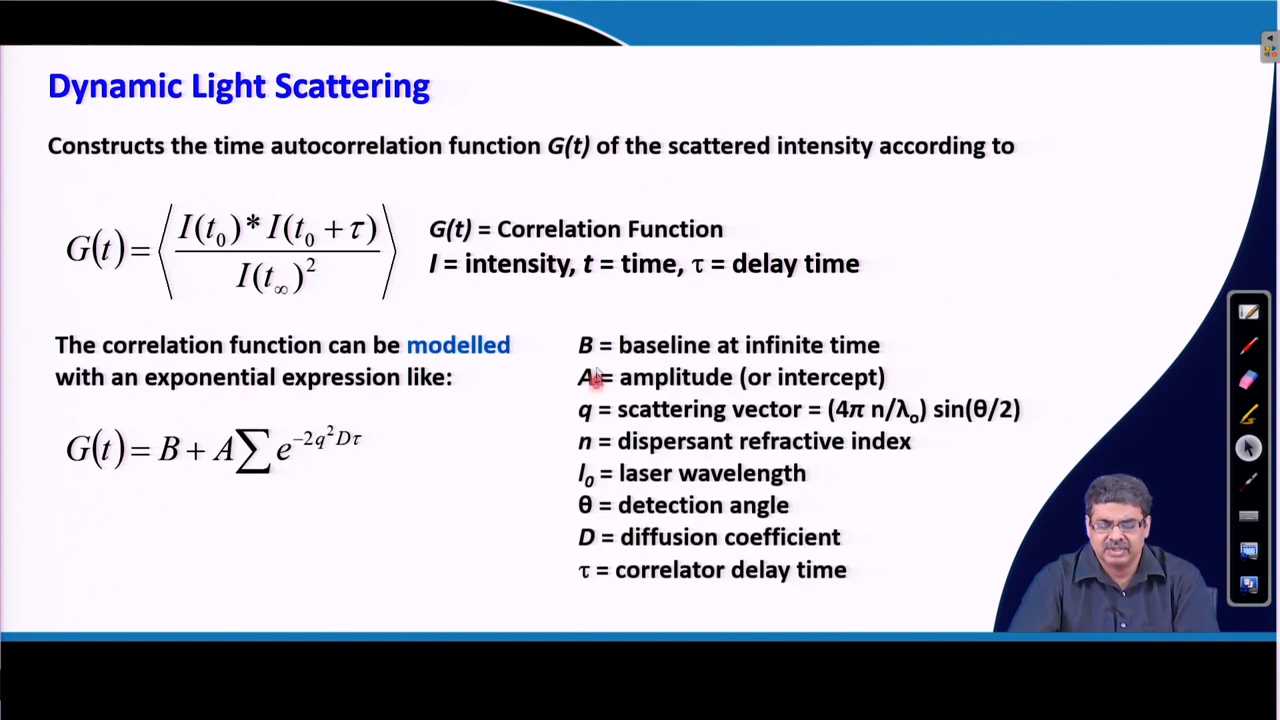 Dynamic Light Scattering
Constructs the time autocorrelation function G(t) of the scattered intensity according to
G(t) = ⟨ I(t₀) * I(t₀ + τ) / I(t∞)² ⟩
G(t) = Correlation Function
I = intensity, t = time, τ = delay time
The correlation function can be modelled
with an exponential expression like:
G(t) = B + A∑ e^{-2q²Dτ}
B = baseline at infinite time
A = amplitude (or intercept)
q = scattering vector = (4π n/λₒ) sin(θ/2)
n = dispersant refractive index
l₀ = laser wavelength
θ = detection angle
D = diffusion coefficient
τ = correlator delay time